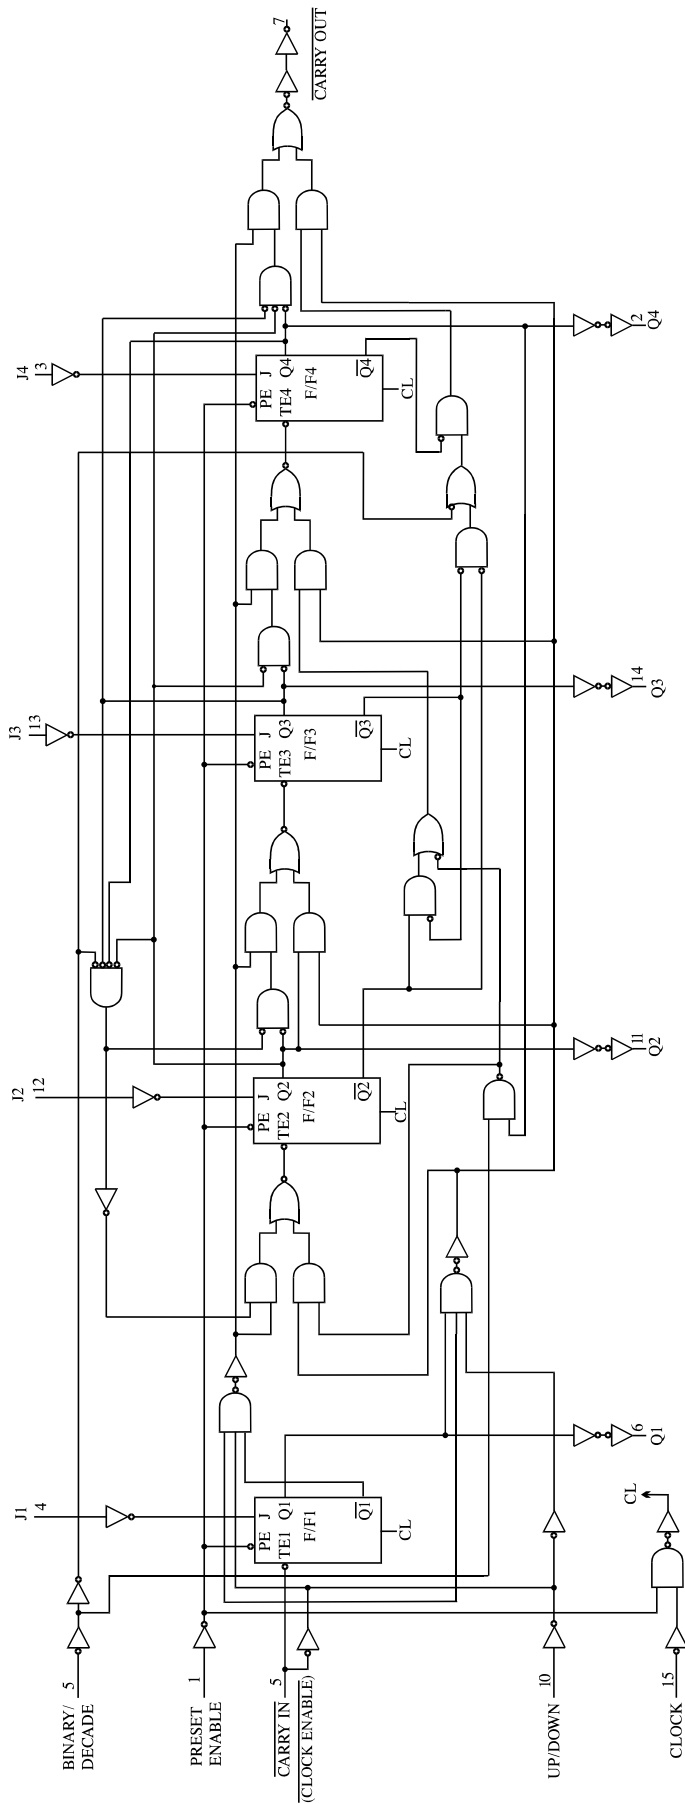 7
CARRY OUT
J4
3
PE
J
TE4
Q4
F/F4
Q4
CL
2
Q4
J3
13
PE
J
TE3
Q3
F/F3
Q3
CL
14
Q3
J2
12
PE
J
TE2
Q2
F/F2
Q2
CL
11
Q2
J1
4
PE
J
TE1
Q1
F/F1
Q1
CL
6
Q1
CL
5
BINARY/
DECADE
1
PRESET
ENABLE
5
CARRY IN
(CLOCK ENABLE)
10
UP/DOWN
15
CLOCK